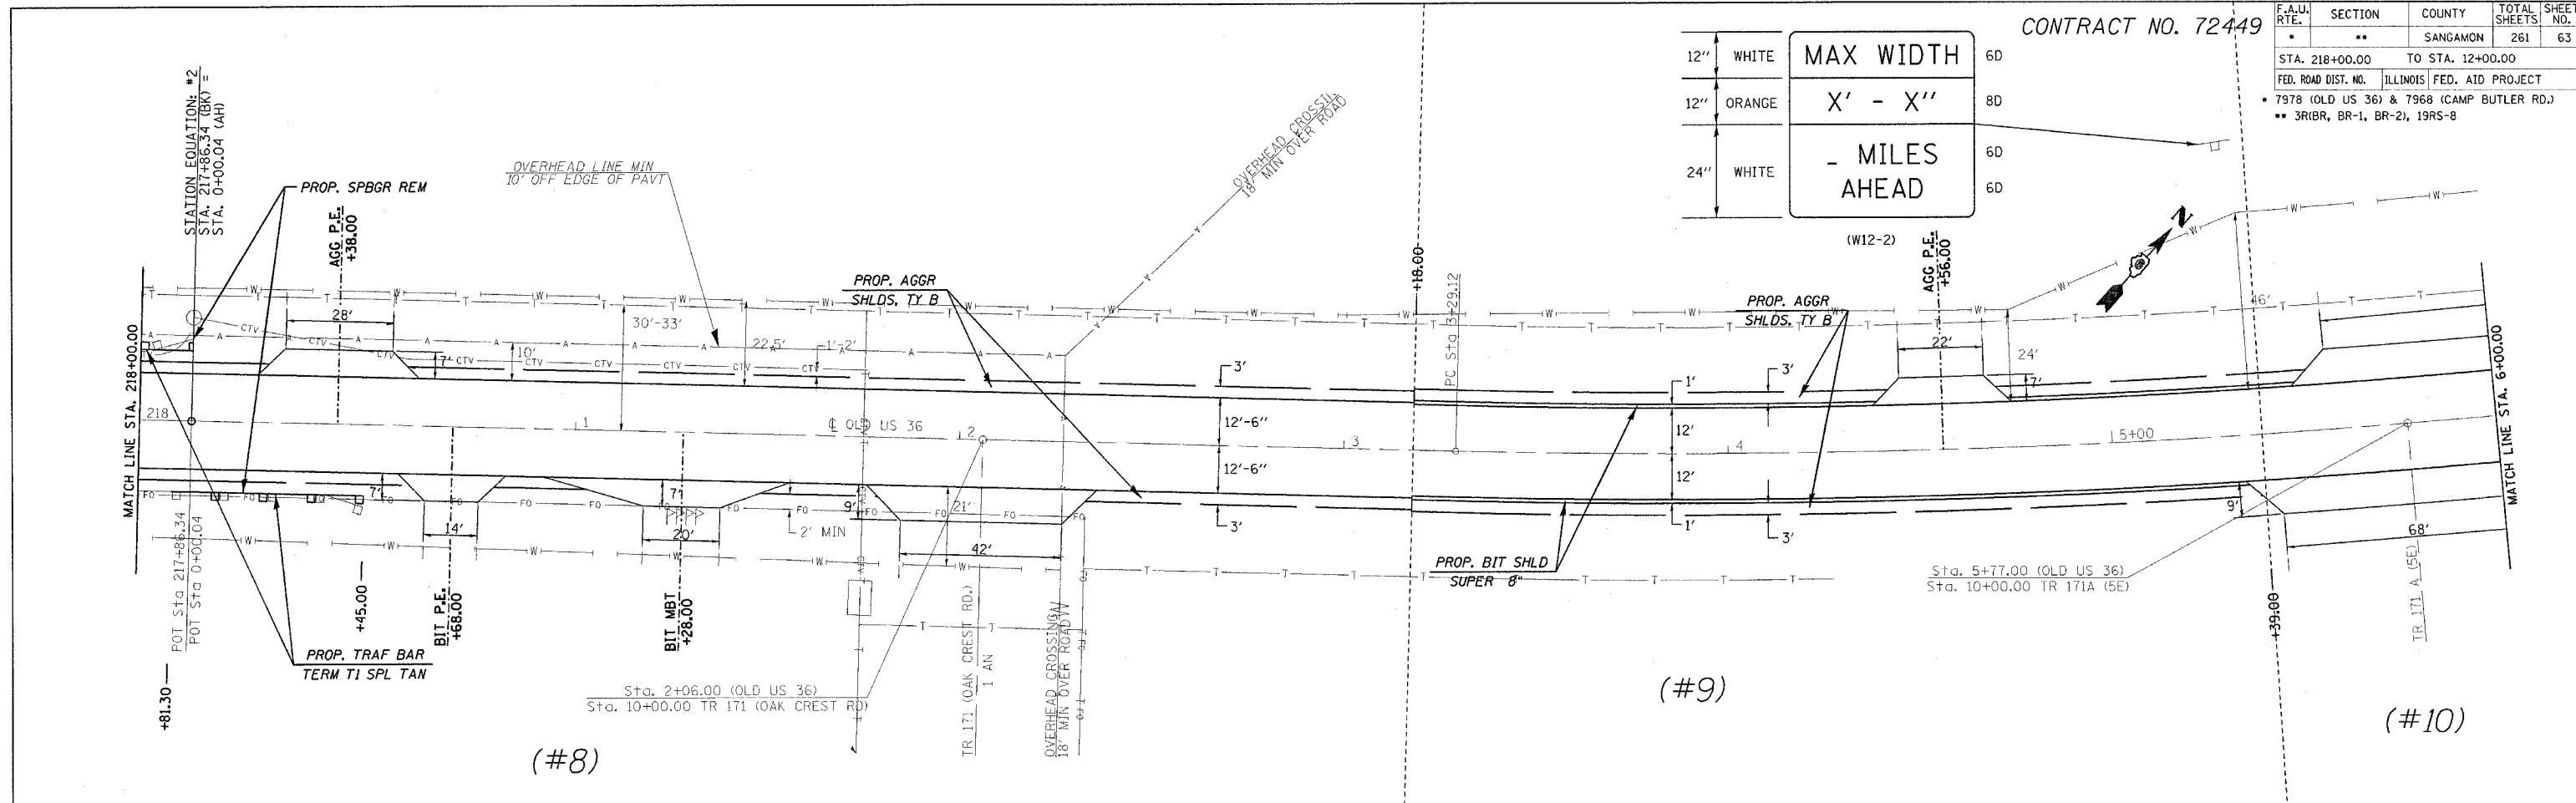 CONTRACT NO. 72449
F.A.U. RTE. SECTION COUNTY TOTAL SHEETS SHEET NO.
* ** SANGAMON 261 63
STA. 218+00.00 TO STA. 12+00.00
FED. ROAD DIST. NO. ILLINOIS FED. AID PROJECT
* 7978 (OLD US 36) & 7968 (CAMP BUTLER RD.)
** 3R(BR, BR-1, BR-2), 19RS-8
12" WHITE MAX WIDTH 6D
12" ORANGE X' - X" 8D
24" WHITE
_ MILES 6D
AHEAD 6D
(W12-2)
N
STATION EQUATION: #2
STA. 217+86.34 (BK) =
STA. 0+00.04 (AH)
PROP. SPBGR REM
AGG P.E.
+38.00
OVERHEAD LINE MIN
10' OFF EDGE OF PAVT
OVERHEAD CROSSING
18' MIN OVER ROAD
PROP. AGGR
SHLDS. TY B
+18.00
PC Sta 3+29.12
PROP. AGGR
SHLDS. TY B
AGG P.E.
+56.00
28'
30'-33'
10'
7'
22.5'
1'-2'
3'
1'
3'
22'
24'
7'
46'
MATCH LINE STA. 218+00.00
218
1
℄ OLD US 36
2
12'-6"
12'-6"
3
12'
12'
4
5+00
MATCH LINE STA. 6+00.00
7'
14'
7'
20'
2' MIN
9'
21'
42'
3'
1'
3'
9'
68'
POT Sta 217+86.34
POT Sta 0+00.04
+81.30
+45.00
BIT P.E.
+68.00
BIT MBT
+28.00
PROP. TRAF BAR
TERM T1 SPL TAN
Sta. 2+06.00 (OLD US 36)
Sta. 10+00.00 TR 171 (OAK CREST RD)
TR 171 (OAK CREST RD.)
1 AN
OVERHEAD CROSSING
18' MIN OVER ROAD
PROP. BIT SHLD
SUPER 8"
Sta. 5+77.00 (OLD US 36)
Sta. 10+00.00 TR 171A (5E)
+39.00
TR 171 A (5E)
(#8)
(#9)
(#10)